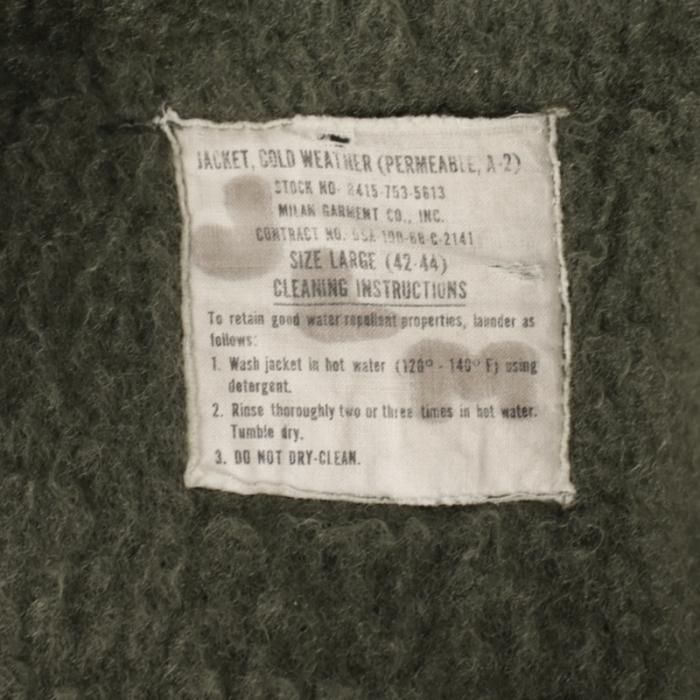 JACKET, COLD WEATHER (PERMEABLE, A-2)
STOCK NO- 8415-753-5613
MILAN GARMENT CO., INC.
CONTRACT NO. DSA-100-68-C-2141
SIZE LARGE (42-44)
CLEANING INSTRUCTIONS
To retain good water repellent properties, launder as
follows:
1. Wash jacket in hot water (120° - 140° F) using
detergent.
2. Rinse thoroughly two or three times in hot water.
Tumble dry.
3. DO NOT DRY-CLEAN.